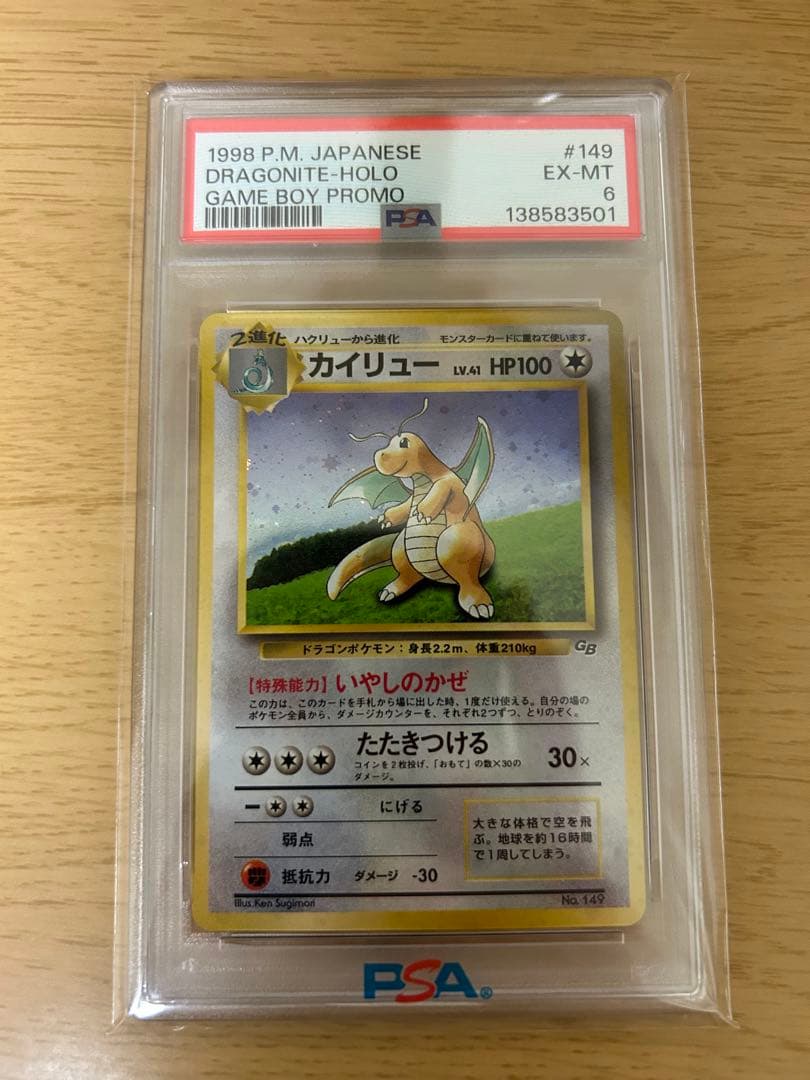 1998 P.M. JAPANESE #149
DRAGONITE-HOLO EX-MT
GAME BOY PROMO 6
PSA 138583501
2進化 ハクリューから進化 モンスターカードに重ねて使います。
カイリュー LV.41 HP100
ドラゴンポケモン:身長2.2m、体重210kg GB
【特殊能力】いやしのかぜ
この力は、このカードを手札から場に出した時、1度だけ使える。自分の場の
ポケモン全員から、ダメージカウンターを、それぞれ2つずつ、とりのぞく。
たたきつける 30×
コインを2枚投げ、「おもて」の数×30の
ダメージ。
にげる
弱点
抵抗力 ダメージ -30
大きな体格で空を飛
ぶ。地球を約16時間
で1周してしまう。
Illus. Ken Sugimori No. 149
PSA®